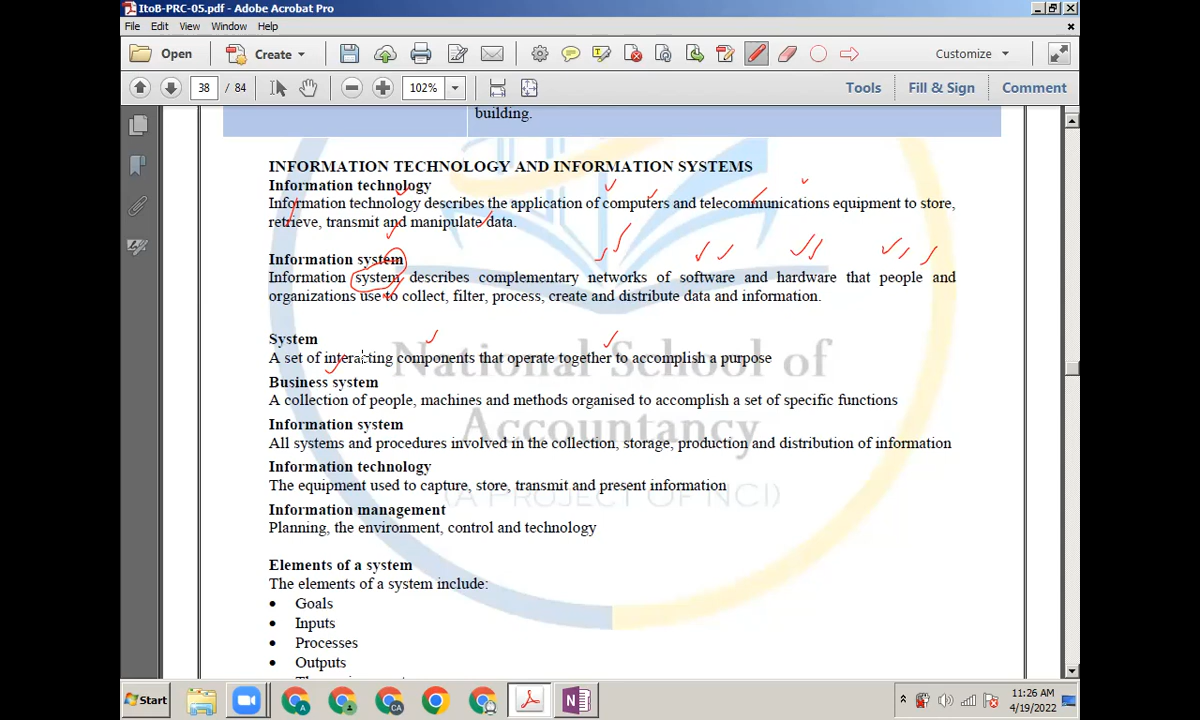 ItoB-PRC-05.pdf - Adobe Acrobat Pro
File Edit View Window Help
Open Create Customize
38 / 84 102% Tools Fill & Sign Comment
building.
INFORMATION TECHNOLOGY AND INFORMATION SYSTEMS
Information technology
Information technology describes the application of computers and telecommunications equipment to store,
retrieve, transmit and manipulate data.
Information system
Information system describes complementary networks of software and hardware that people and
organizations use to collect, filter, process, create and distribute data and information.
System
A set of interacting components that operate together to accomplish a purpose
Business system
A collection of people, machines and methods organised to accomplish a set of specific functions
Information system
All systems and procedures involved in the collection, storage, production and distribution of information
Information technology
The equipment used to capture, store, transmit and present information
Information management
Planning, the environment, control and technology
Elements of a system
The elements of a system include:
• Goals
• Inputs
• Processes
• Outputs
National School of
Accountancy
(A PROJECT OF NCI)
Start
11:26 AM
4/19/2022